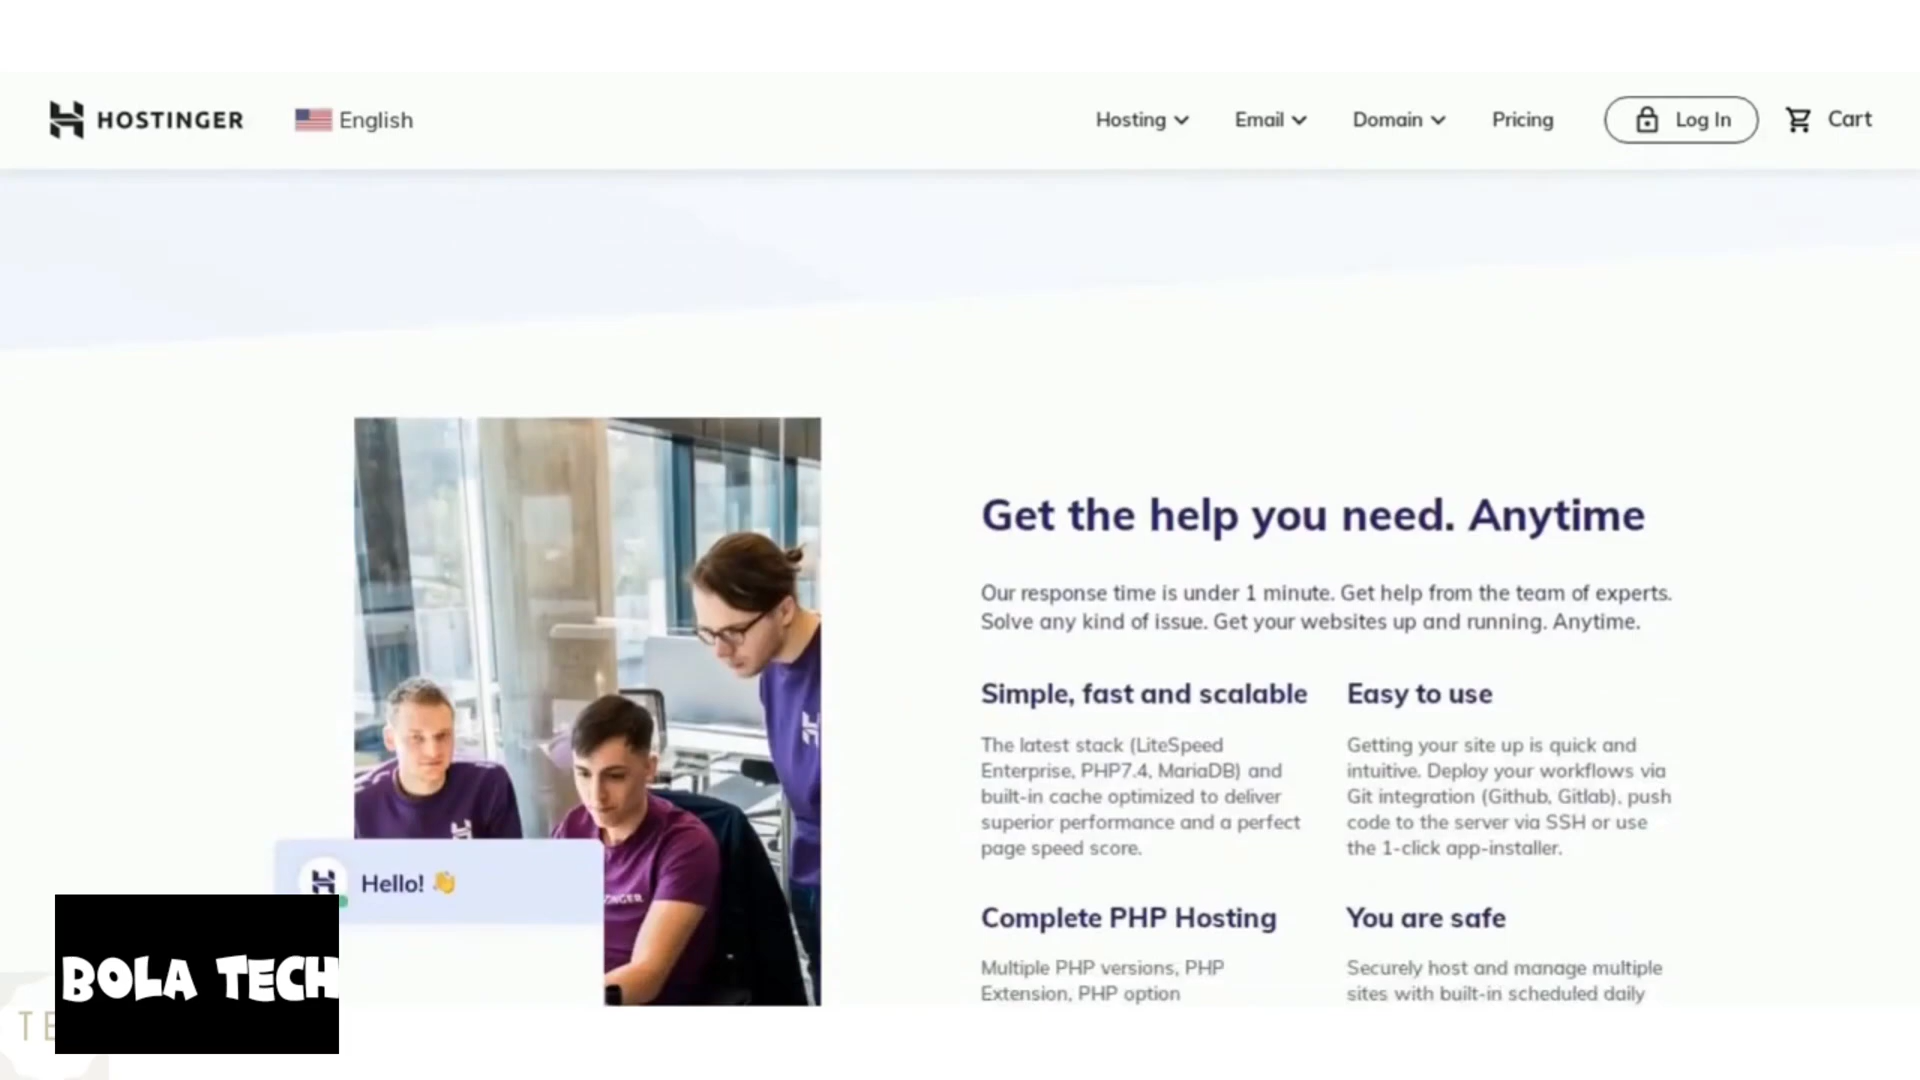 HOSTINGER
English
Hosting
Email
Domain
Pricing
Log In
Cart
Get the help you need. Anytime
Our response time is under 1 minute. Get help from the team of experts.
Solve any kind of issue. Get your websites up and running. Anytime.
Simple, fast and scalable
The latest stack (LiteSpeed
Enterprise, PHP7.4, MariaDB) and
built-in cache optimized to deliver
superior performance and a perfect
page speed score.
Easy to use
Getting your site up is quick and
intuitive. Deploy your workflows via
Git integration (Github, Gitlab), push
code to the server via SSH or use
the 1-click app-installer.
Complete PHP Hosting
Multiple PHP versions, PHP
Extension, PHP option
You are safe
Securely host and manage multiple
sites with built-in scheduled daily
Hello! 👋
BOLA TECH